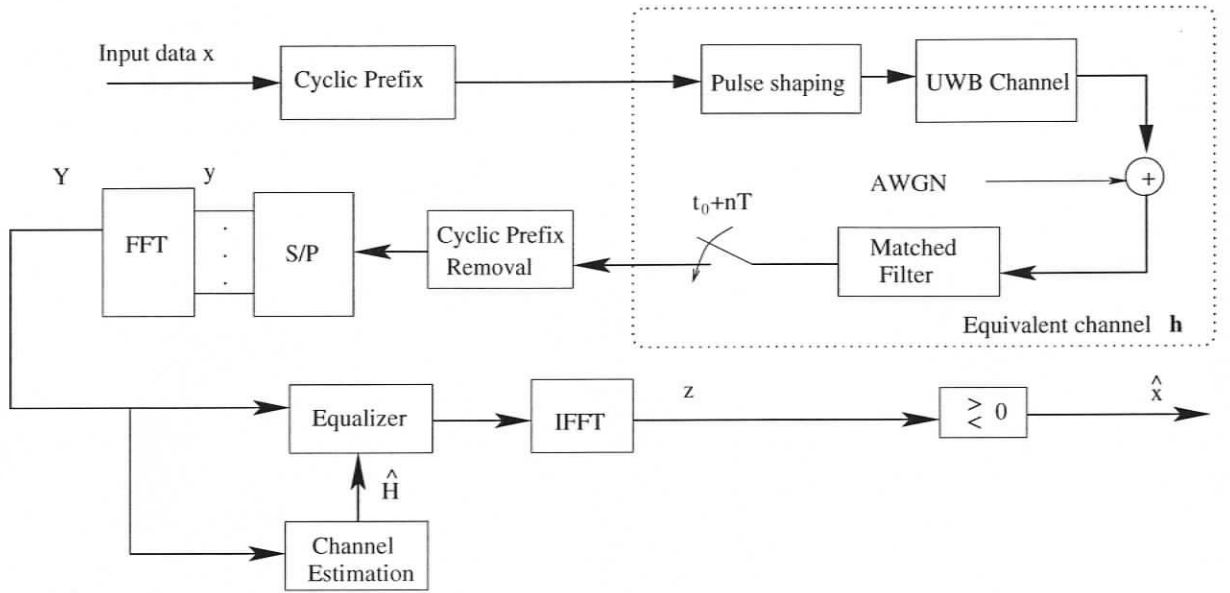 Input data x
Cyclic Prefix
Pulse shaping
UWB Channel
+
AWGN
Y
y
t₀+nT
FFT
.
.
.
S/P
Cyclic Prefix
Removal
Matched
Filter
Equivalent channel h
Equalizer
IFFT
z
> < 0
x̂
Ĥ
Channel
Estimation